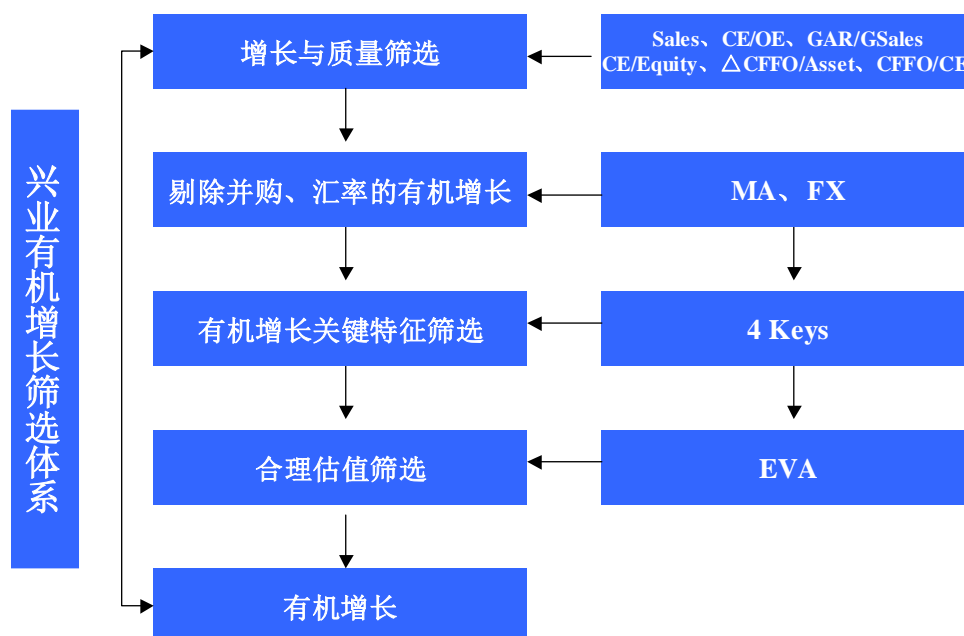 兴业有机增长筛选体系
增长与质量筛选
Sales、CE/OE、GAR/GSales
CE/Equity、△CFFO/Asset、CFFO/CE
剔除并购、汇率的有机增长
MA、FX
有机增长关键特征筛选
4 Keys
合理估值筛选
EVA
有机增长